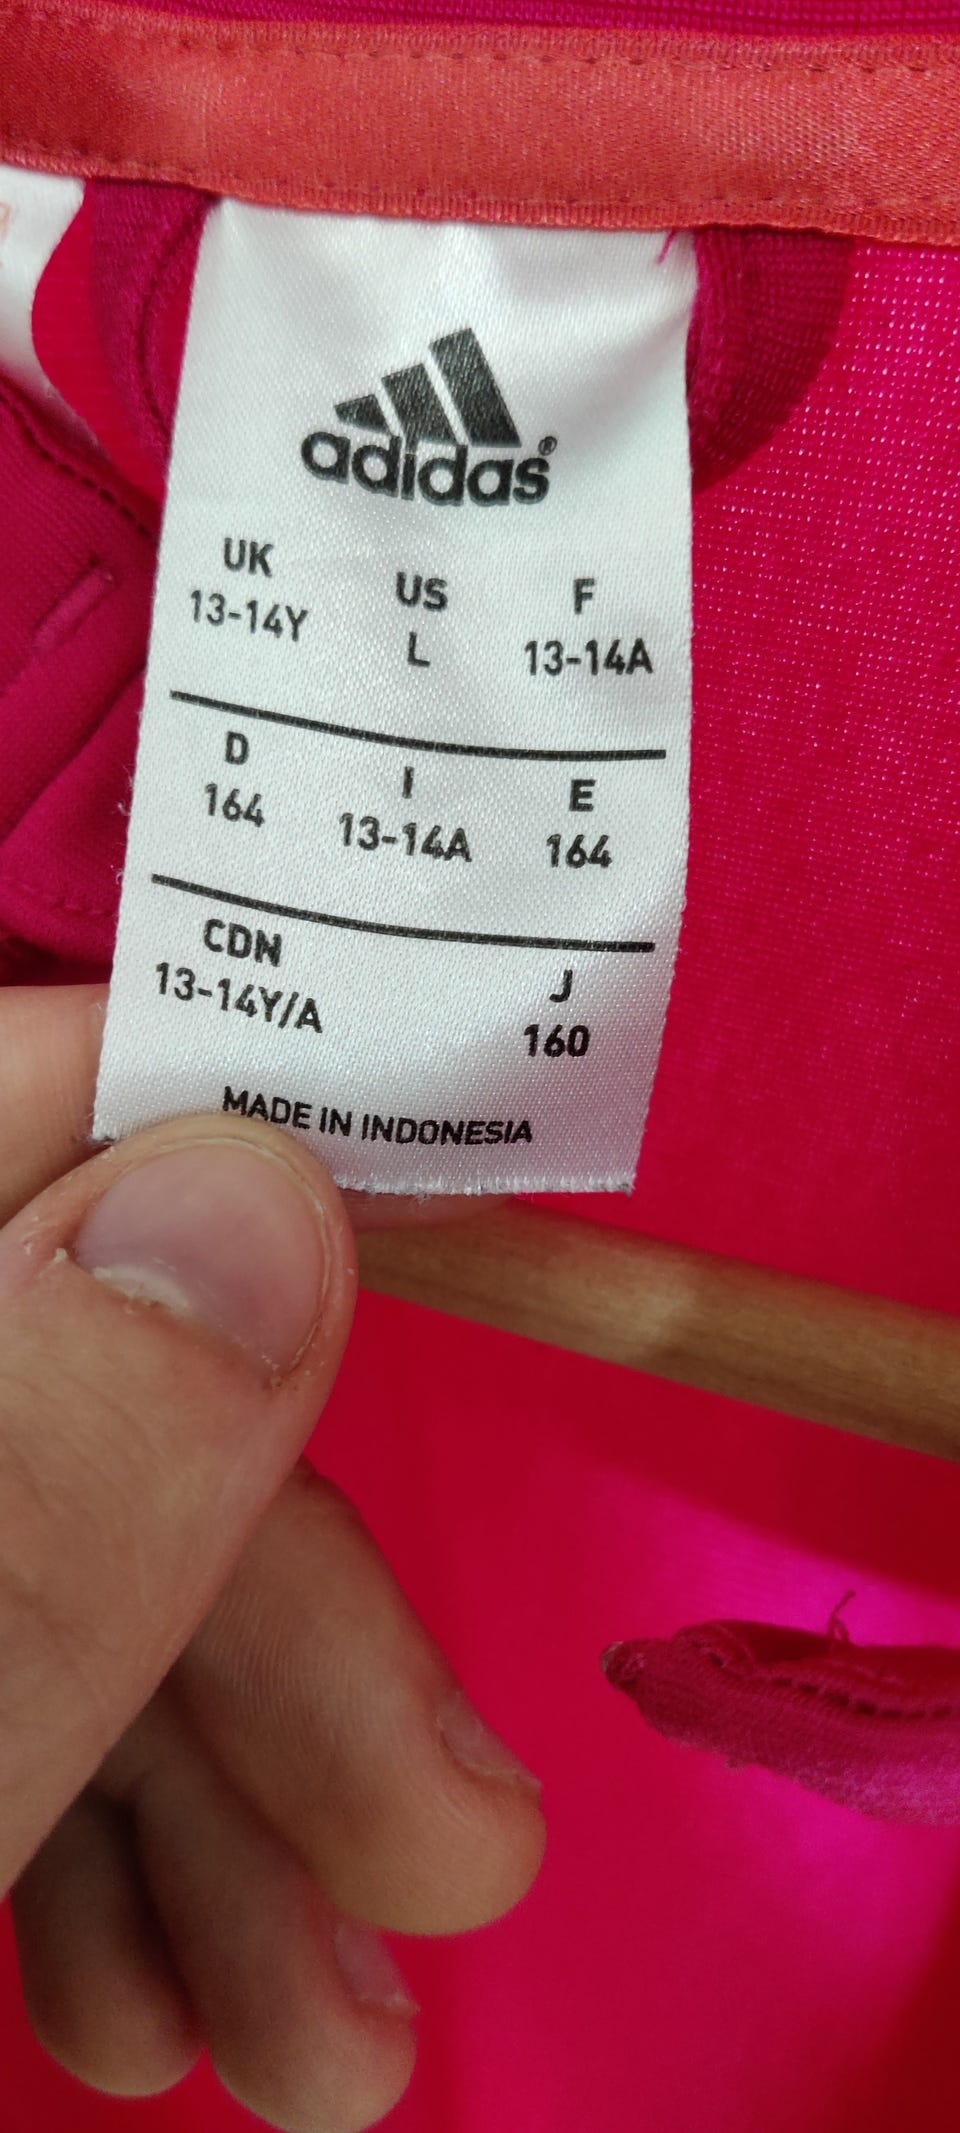 adidas®
UK US F
13-14Y L 13-14A
D I E
164 13-14A 164
CDN J
13-14Y/A 160
MADE IN INDONESIA